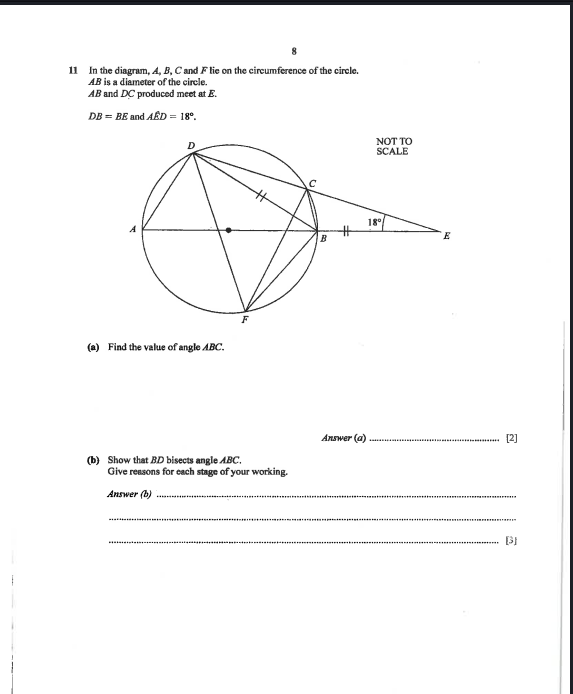 8
11 In the diagram, A, B, C and F lie on the circumference of the circle.
AB is a diameter of the circle.
AB and DC produced meet at E.
DB = BE and AÊD = 18°.
NOT TO
SCALE
D
C
A
18°
B
E
F
(a) Find the value of angle ABC.
Answer (a) ................................................ [2]
(b) Show that BD bisects angle ABC.
Give reasons for each stage of your working.
Answer (b) ................................................
................................................
................................................ [3]